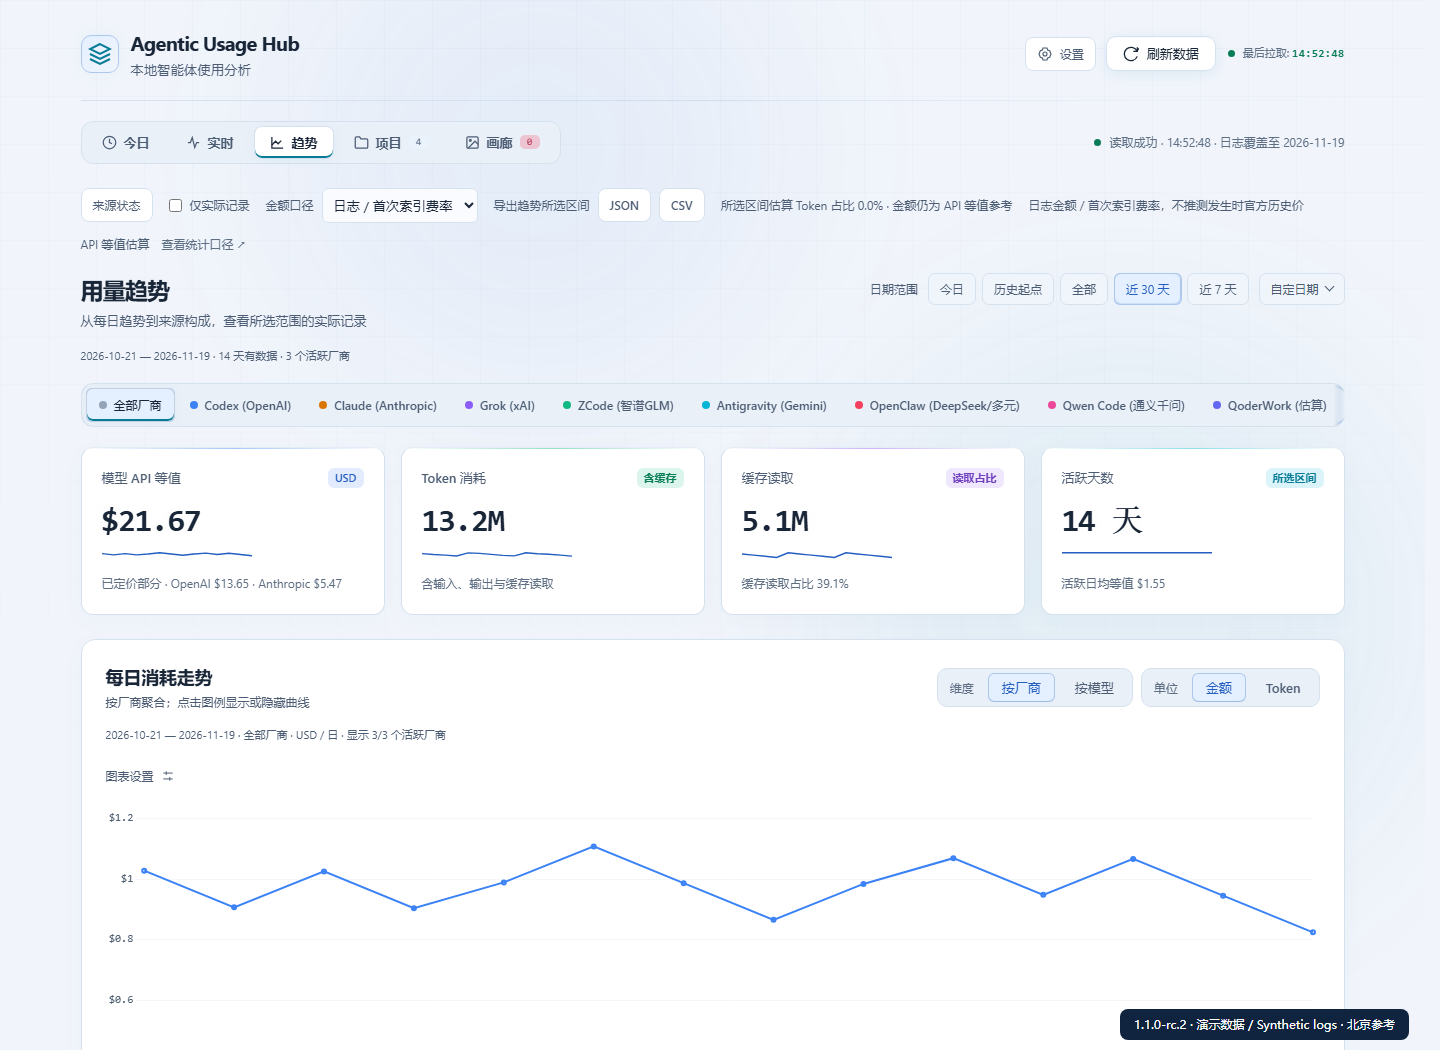 Agentic Usage Hub
本地智能体使用分析
设置
刷新数据
最后拉取: 14:52:48
今日
实时
趋势
项目 4
画廊 0
读取成功 · 14:52:48 · 日志覆盖至 2026-11-19
来源状态
仅实际记录
金额口径
日志 / 首次索引费率
导出趋势所选区间
JSON
CSV
所选区间估算 Token 占比 0.0% · 金额仍为 API 等值参考
日志金额 / 首次索引费率，不推测发生时官方历史价
API 等值估算
查看统计口径 ↗
用量趋势
从每日趋势到来源构成，查看所选范围的实际记录
2026-10-21 — 2026-11-19 · 14 天有数据 · 3 个活跃厂商
日期范围
今日
历史起点
全部
近 30 天
近 7 天
自定日期
全部厂商
Codex (OpenAI)
Claude (Anthropic)
Grok (xAI)
ZCode (智谱GLM)
Antigravity (Gemini)
OpenClaw (DeepSeek/多元)
Qwen Code (通义千问)
QoderWork (估算)
模型 API 等值
USD
$21.67
已定价部分 · OpenAI $13.65 · Anthropic $5.47
Token 消耗
含缓存
13.2M
含输入、输出与缓存读取
缓存读取
读取占比
5.1M
缓存读取占比 39.1%
活跃天数
所选区间
14 天
活跃日均等值 $1.55
每日消耗走势
按厂商聚合；点击图例显示或隐藏曲线
2026-10-21 — 2026-11-19 · 全部厂商 · USD / 日 · 显示 3/3 个活跃厂商
维度
按厂商
按模型
单位
金额
Token
图表设置
$1.2
$1
$0.8
$0.6
1.1.0-rc.2 · 演示数据 / Synthetic logs · 北京参考